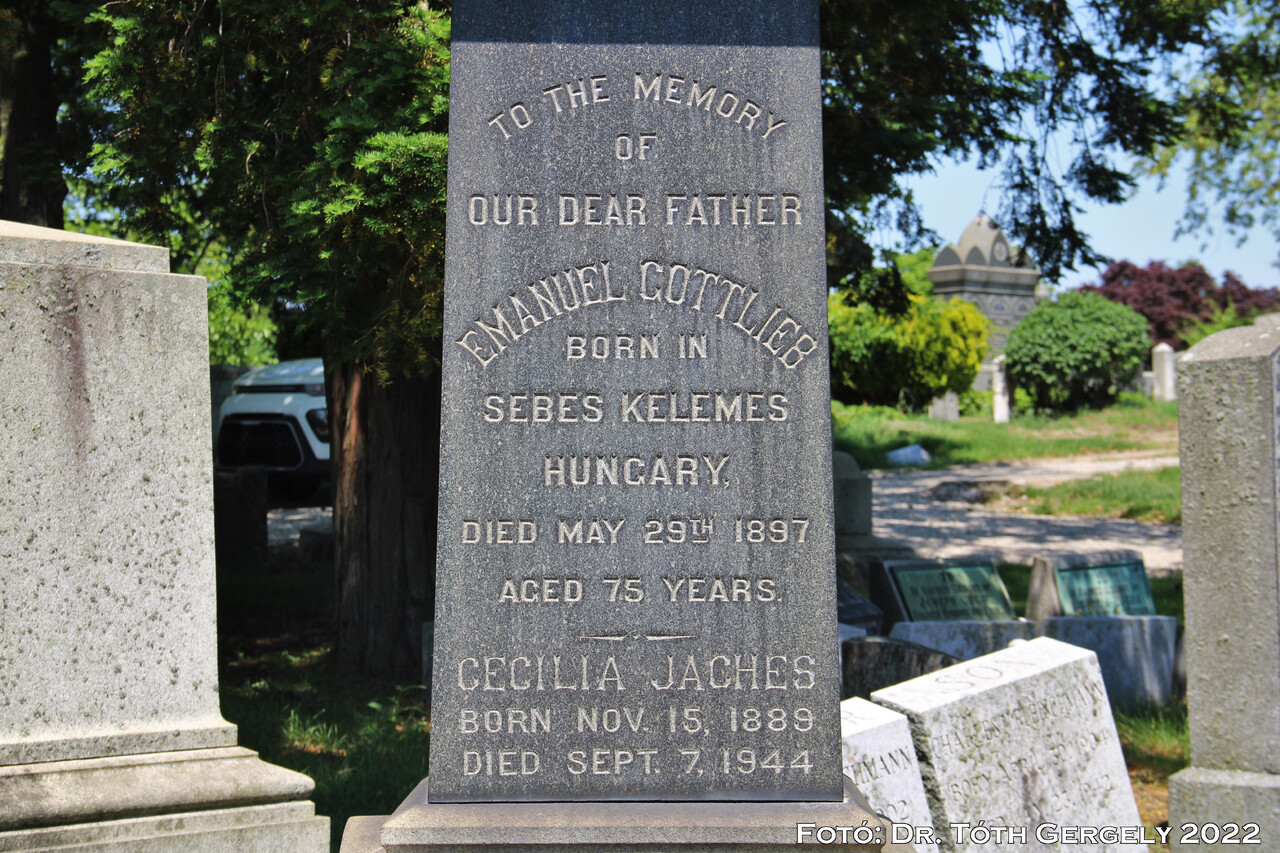 TO THE MEMORY
OF
OUR DEAR FATHER
EMANUEL GOTTLIEB
BORN IN
SEBES KELEMES
HUNGARY.
DIED MAY 29TH 1897
AGED 75 YEARS.
CECILIA JACHES
BORN NOV. 15, 1889
DIED SEPT. 7, 1944
SON
FOTÓ: DR. TÓTH GERGELY 2022